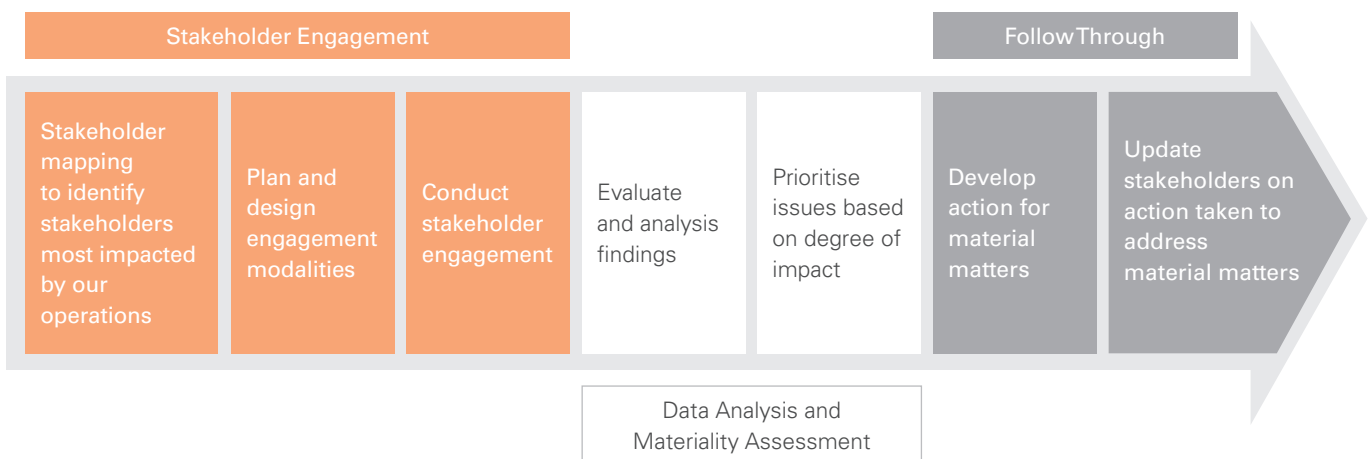 Stakeholder Engagement
Follow Through
Stakeholder
mapping
to identify
stakeholders
most impacted
by our
operations
Plan and
design
engagement
modalities
Conduct
stakeholder
engagement
Evaluate
and analysis
findings
Prioritise
issues based
on degree of
impact
Develop
action for
material
matters
Update
stakeholders on
action taken to
address
material matters
Data Analysis and
Materiality Assessment